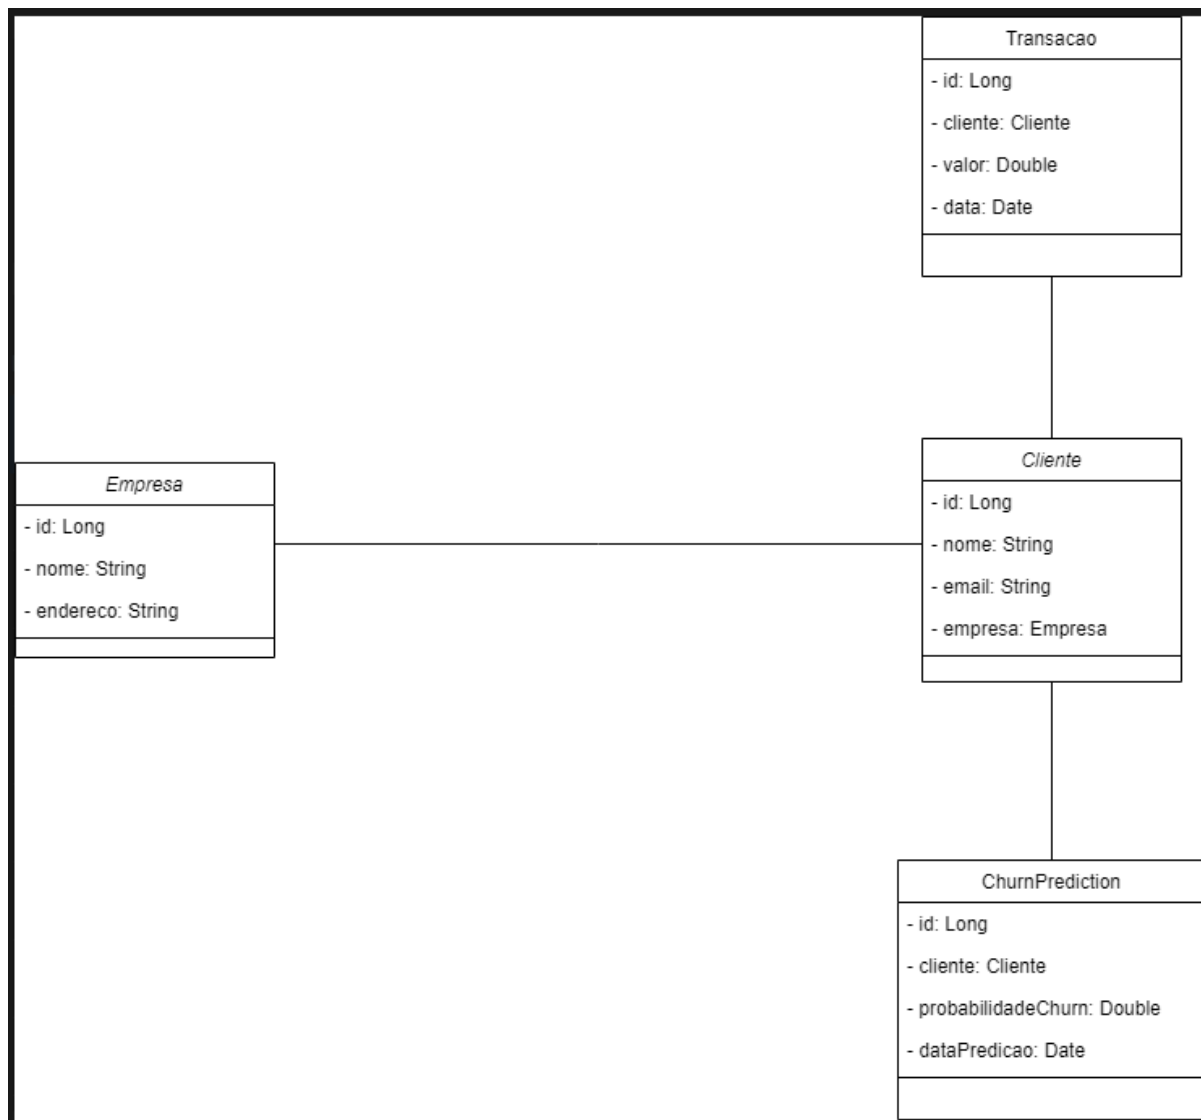 Transacao
- id: Long
- cliente: Cliente
- valor: Double
- data: Date
Empresa
- id: Long
- nome: String
- endereco: String
Cliente
- id: Long
- nome: String
- email: String
- empresa: Empresa
ChurnPrediction
- id: Long
- cliente: Cliente
- probabilidadeChurn: Double
- dataPredicao: Date